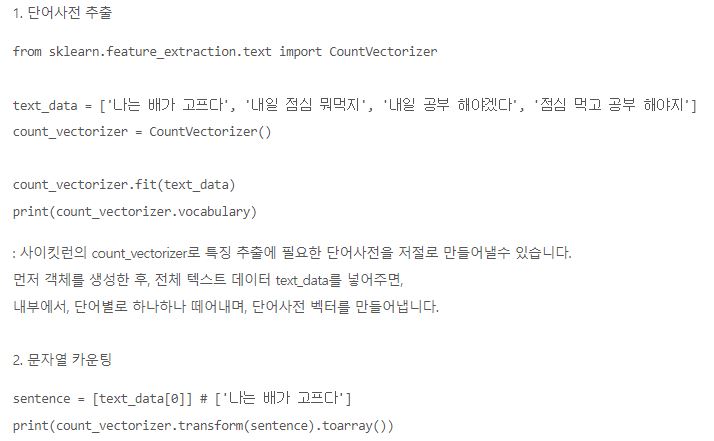 1. 단어사전 추출
from sklearn.feature_extraction.text import CountVectorizer
text_data = ['나는 배가 고프다', '내일 점심 뭐먹지', '내일 공부 해야겠다', '점심 먹고 공부 해야지']
count_vectorizer = CountVectorizer()
count_vectorizer.fit(text_data)
print(count_vectorizer.vocabulary)
: 사이킷런의 count_vectorizer로 특징 추출에 필요한 단어사전을 저절로 만들어낼수 있습니다.
먼저 객체를 생성한 후, 전체 텍스트 데이터 text_data를 넣어주면,
내부에서, 단어별로 하나하나 떼어내며, 단어사전 벡터를 만들어냅니다.
2. 문자열 카운팅
sentence = [text_data[0]] # ['나는 배가 고프다']
print(count_vectorizer.transform(sentence).toarray())